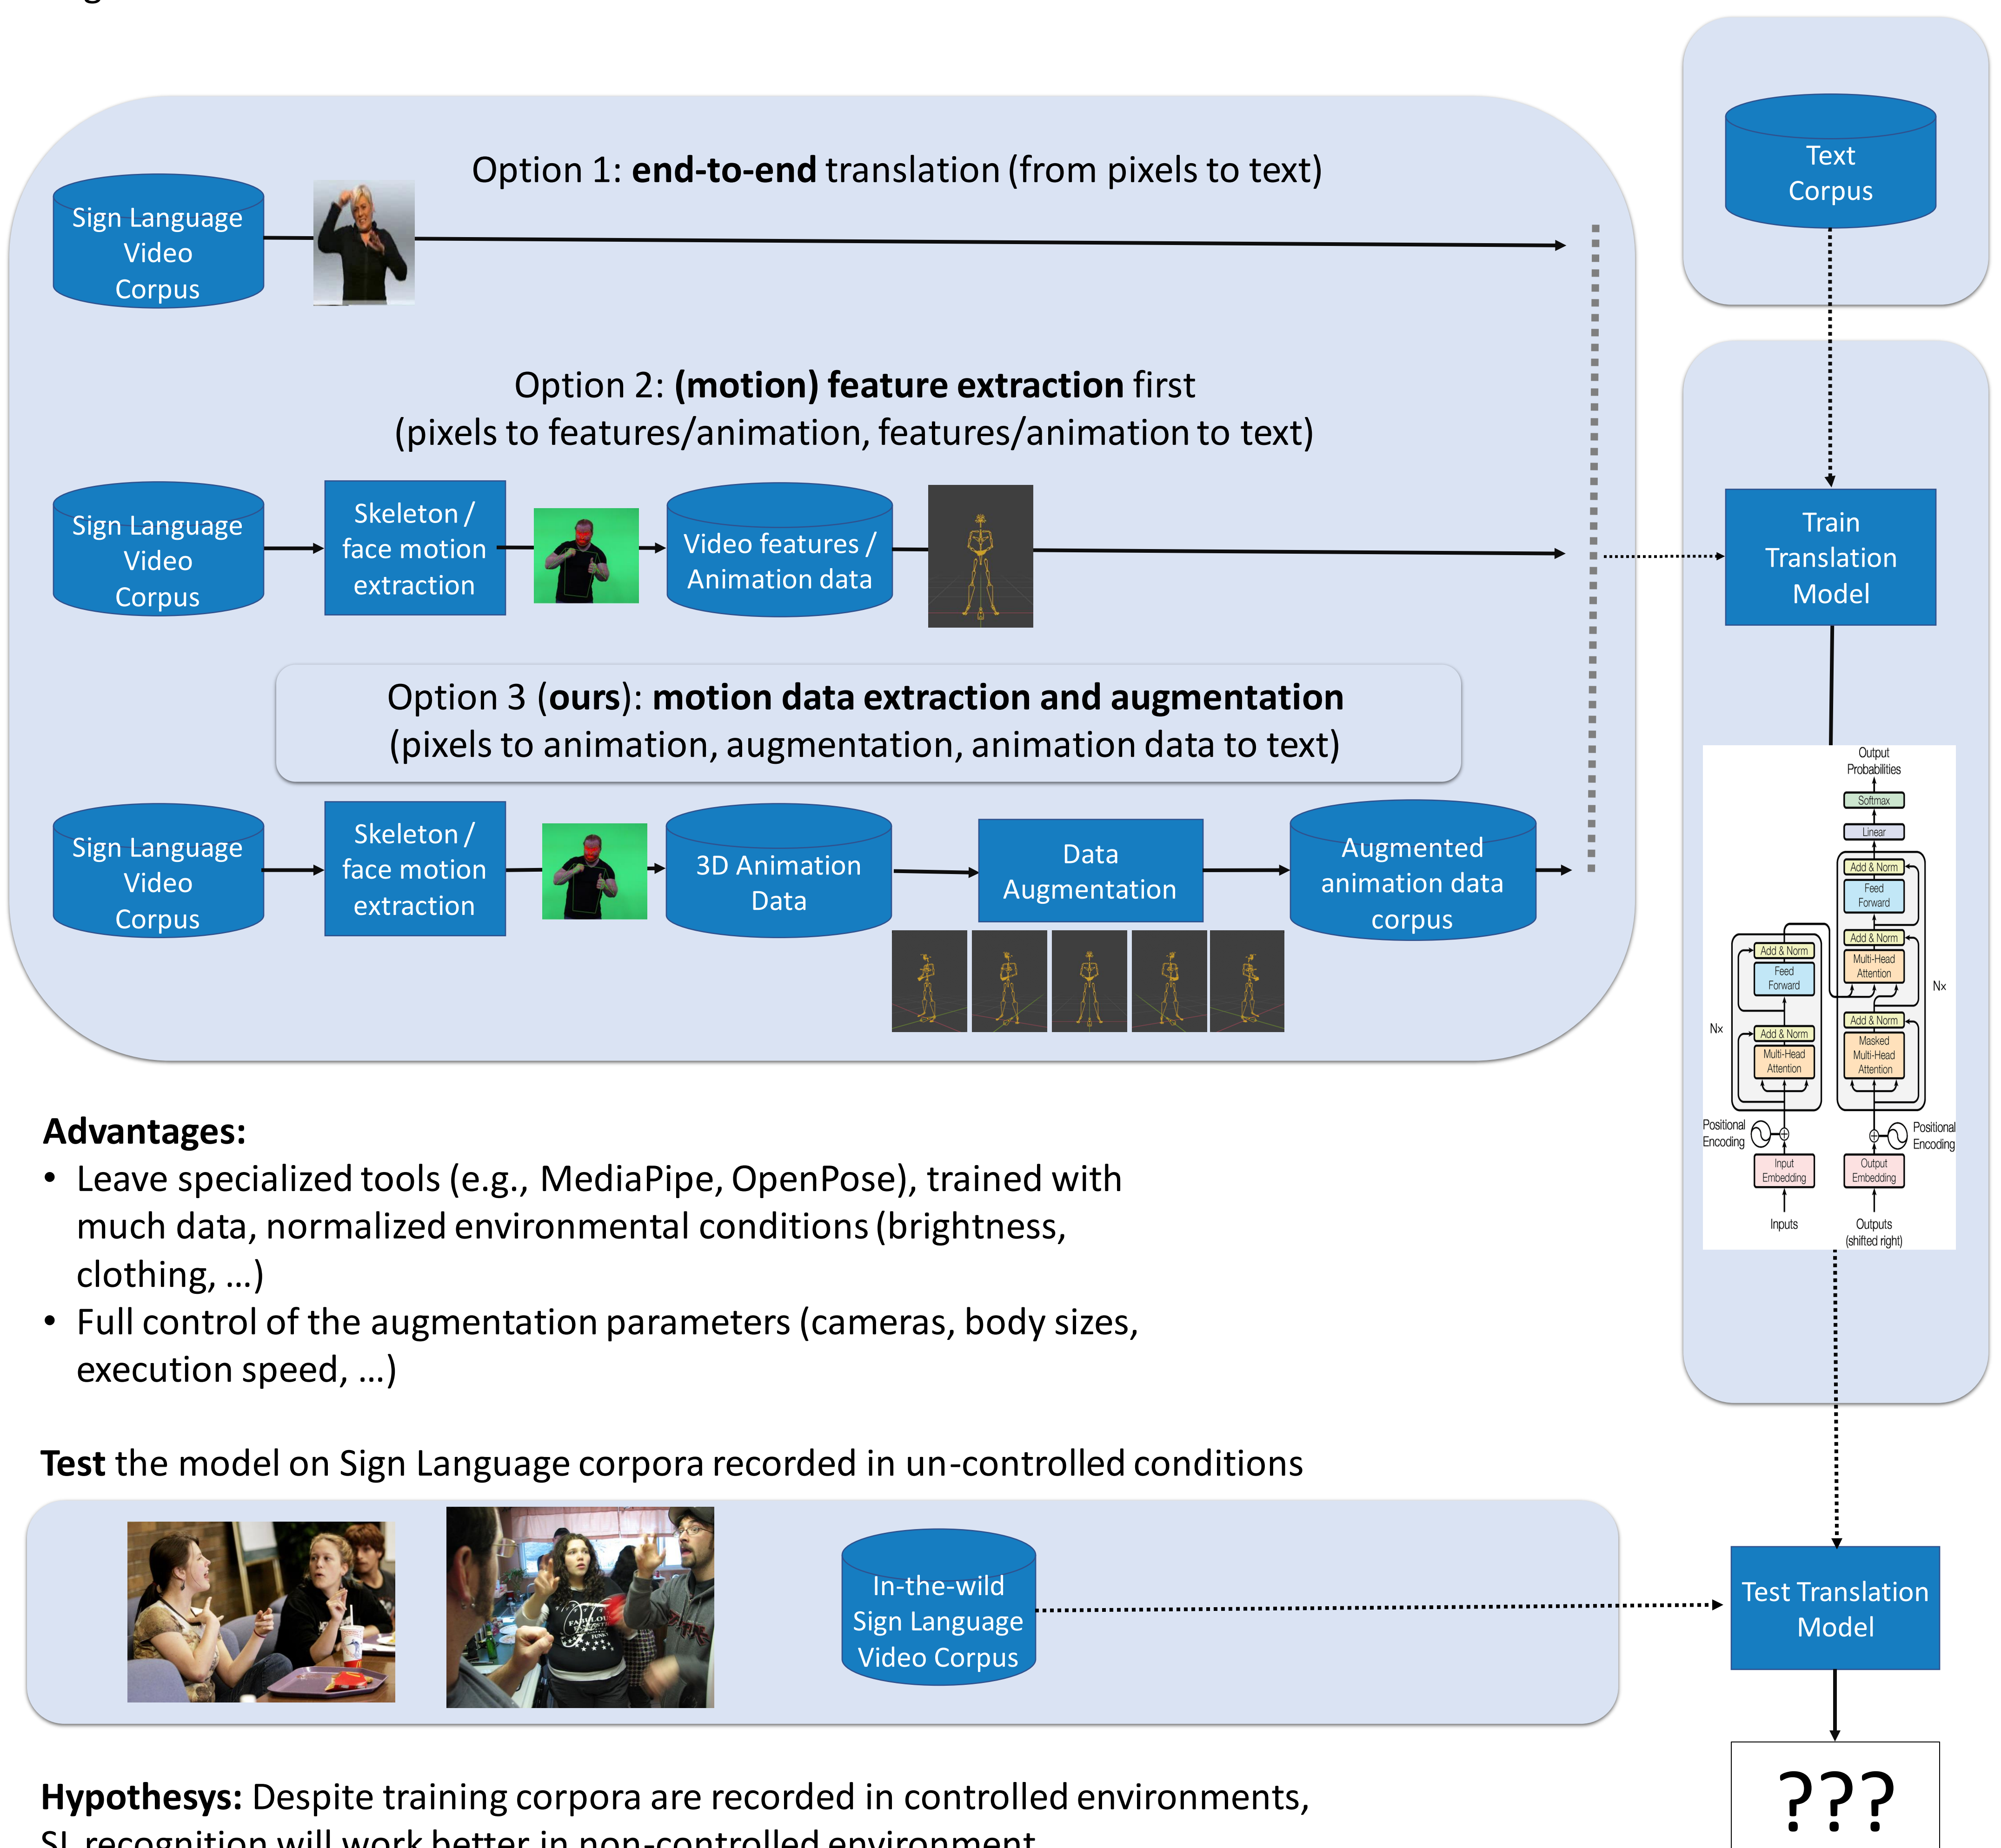 Option 1: end-to-end translation (from pixels to text)
Sign Language
Video
Corpus
Text
Corpus
Option 2: (motion) feature extraction first
(pixels to features/animation, features/animation to text)
Sign Language
Video
Corpus
Skeleton /
face motion
extraction
Video features /
Animation data
Train
Translation
Model
Option 3 (ours): motion data extraction and augmentation
(pixels to animation, augmentation, animation data to text)
Sign Language
Video
Corpus
Skeleton /
face motion
extraction
3D Animation
Data
Data
Augmentation
Augmented
animation data
corpus
Output
Probabilities
Softmax
Linear
Add & Norm
Feed
Forward
Add & Norm
Multi-Head
Attention
Nx
Add & Norm
Masked
Multi-Head
Attention
Add & Norm
Feed
Forward
Nx
Add & Norm
Multi-Head
Attention
Positional
Encoding
Positional
Encoding
Input
Embedding
Output
Embedding
Inputs
Outputs
(shifted right)
Advantages:
• Leave specialized tools (e.g., MediaPipe, OpenPose), trained with
much data, normalized environmental conditions (brightness,
clothing, ...)
• Full control of the augmentation parameters (cameras, body sizes,
execution speed, ...)
Test the model on Sign Language corpora recorded in un-controlled conditions
In-the-wild
Sign Language
Video Corpus
Test Translation
Model
???
Hypothesys: Despite training corpora are recorded in controlled environments,
SL recognition will work better in non-controlled environment